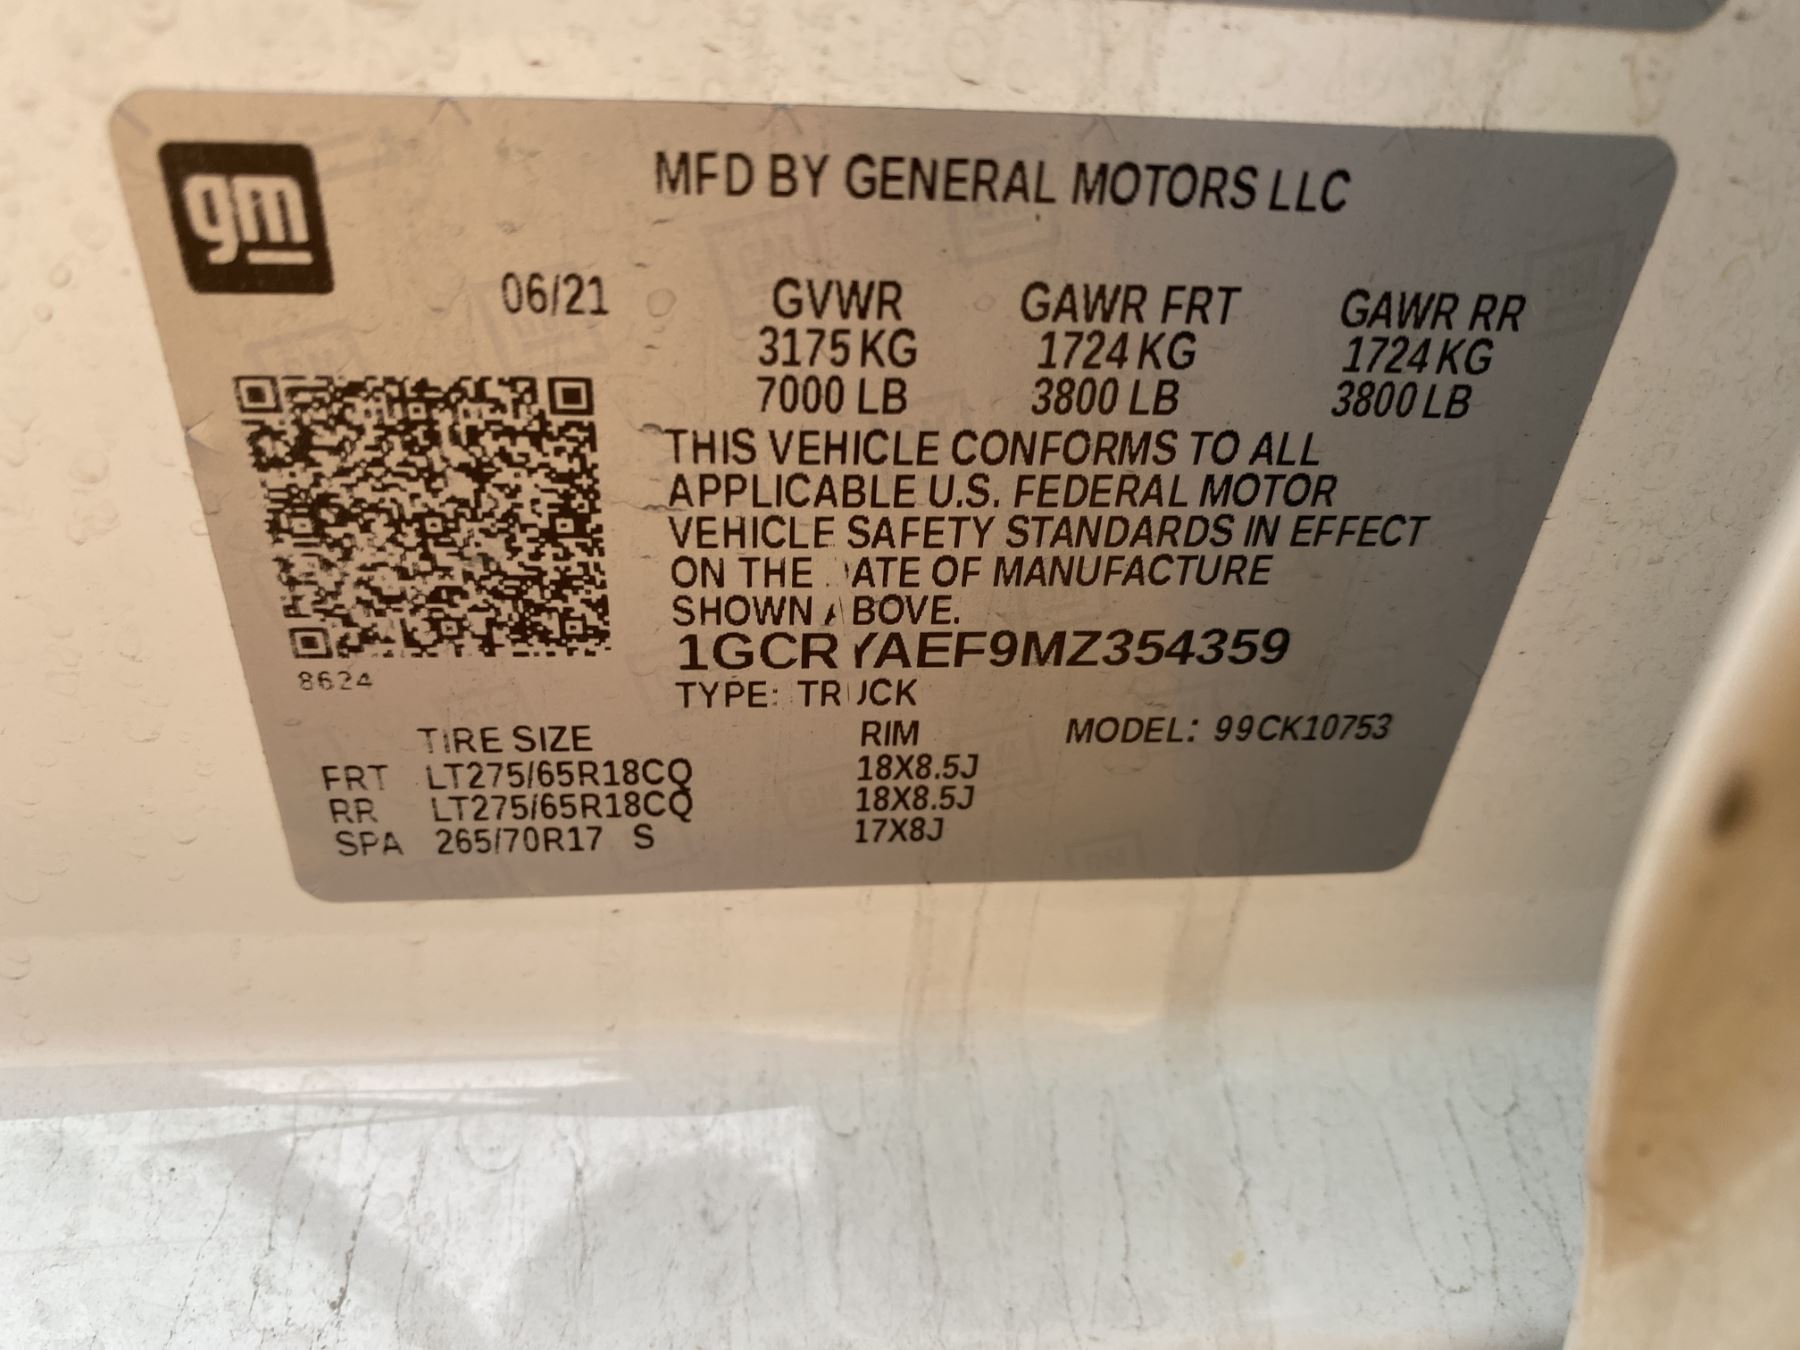 gm
MFD BY GENERAL MOTORS LLC
06/21 GVWR GAWR FRT GAWR RR
3175 KG 1724 KG 1724 KG
7000 LB 3800 LB 3800 LB
THIS VEHICLE CONFORMS TO ALL
APPLICABLE U.S. FEDERAL MOTOR
VEHICLE SAFETY STANDARDS IN EFFECT
ON THE DATE OF MANUFACTURE
SHOWN ABOVE.
1GCRYAEF9MZ354359
8624
TYPE: TRUCK
TIRE SIZE RIM MODEL: 99CK10753
FRT LT275/65R18CQ 18X8.5J
RR LT275/65R18CQ 18X8.5J
SPA 265/70R17 S 17X8J